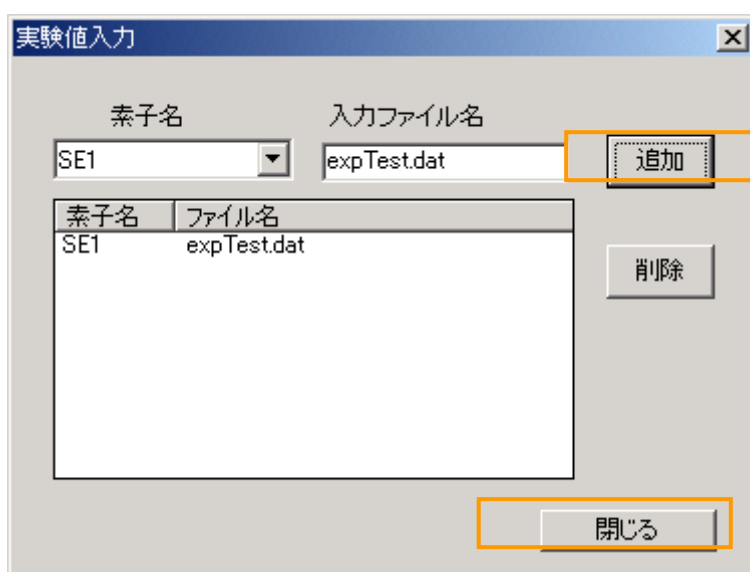 実験値入力
素子名 入力ファイル名
SE1 expTest.dat 追加
素子名 ファイル名
SE1 expTest.dat
削除
閉じる